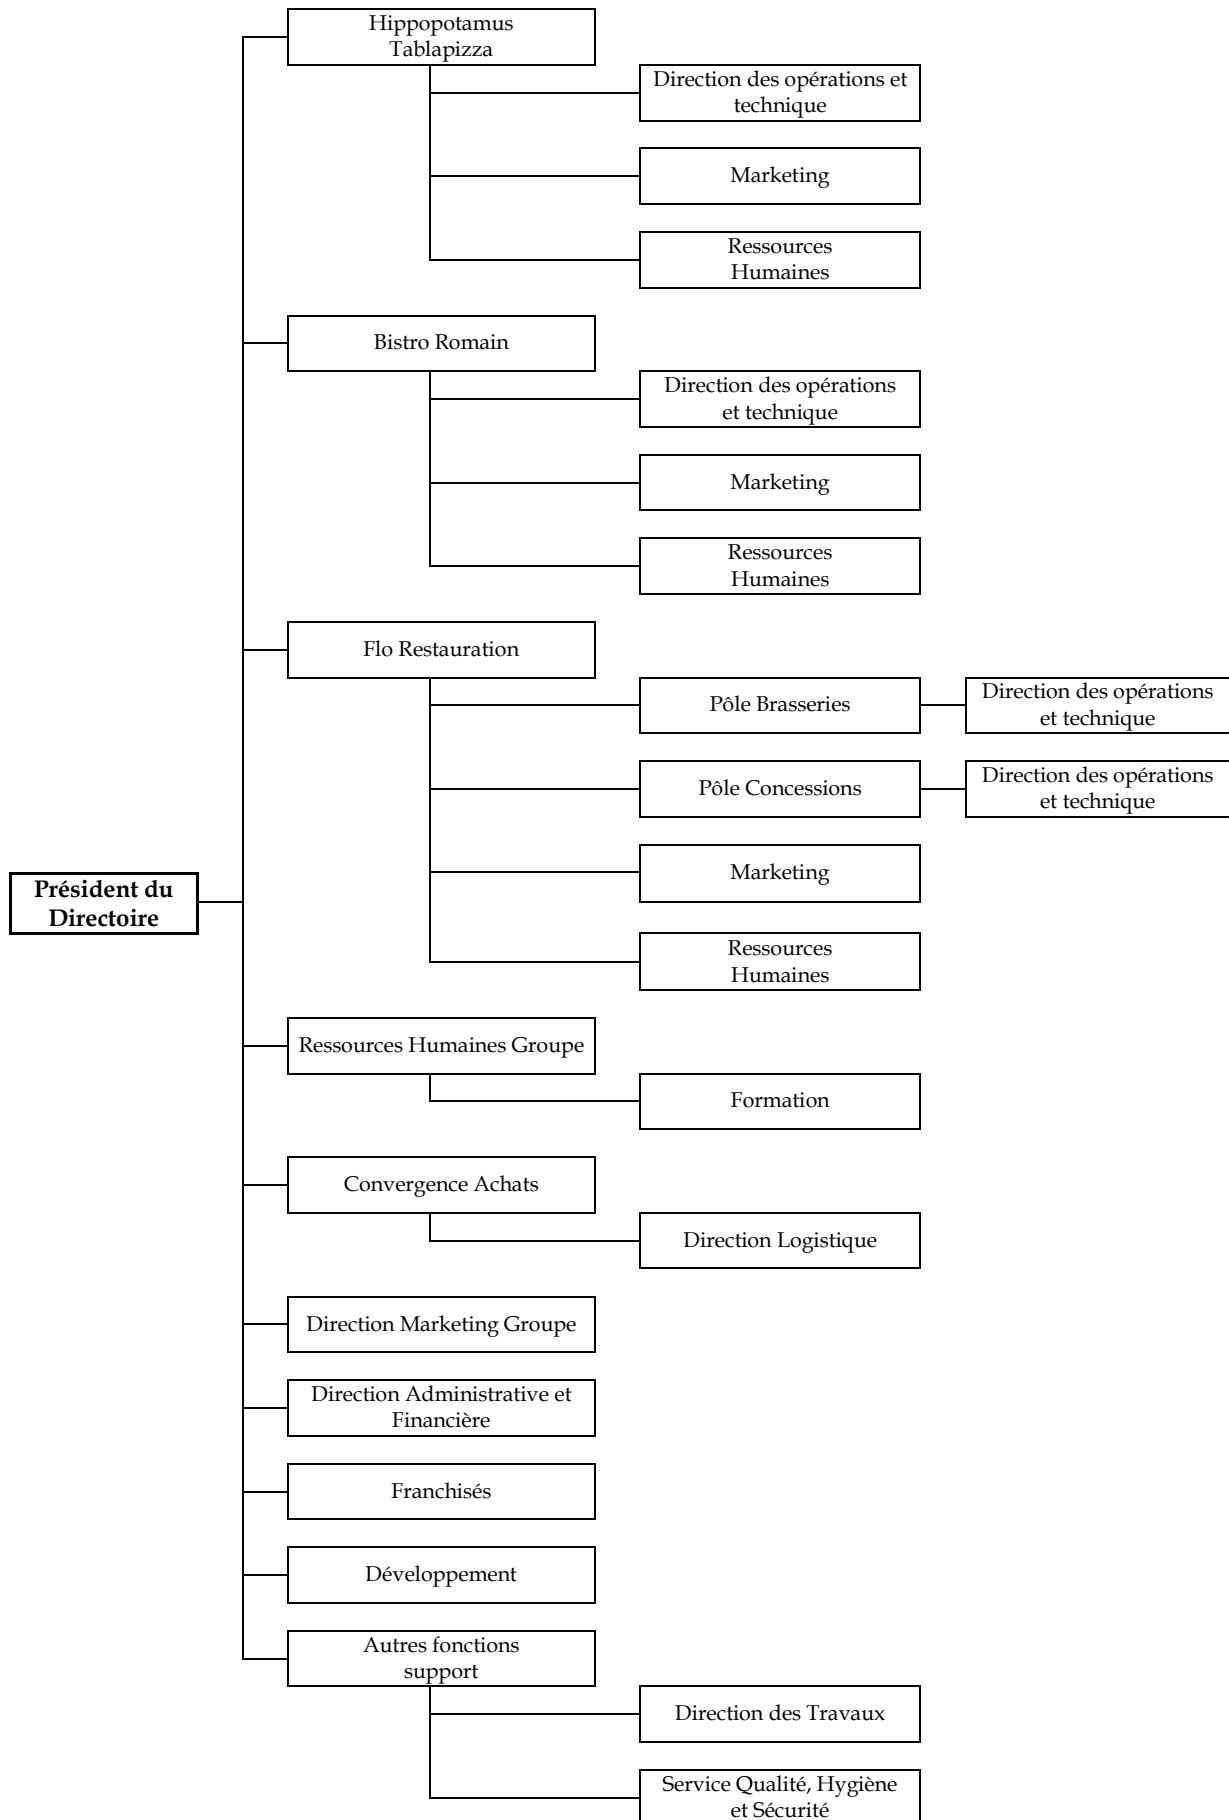 Hippopotamus
Tablapizza
Direction des opérations et
technique
Marketing
Ressources
Humaines
Bistro Romain
Direction des opérations
et technique
Marketing
Ressources
Humaines
Flo Restauration
Pôle Brasseries
Direction des opérations
et technique
Pôle Concessions
Direction des opérations
et technique
Marketing
Président du
Directoire
Ressources
Humaines
Ressources Humaines Groupe
Formation
Convergence Achats
Direction Logistique
Direction Marketing Groupe
Direction Administrative et
Financière
Franchisés
Développement
Autres fonctions
support
Direction des Travaux
Service Qualité, Hygiène
et Sécurité